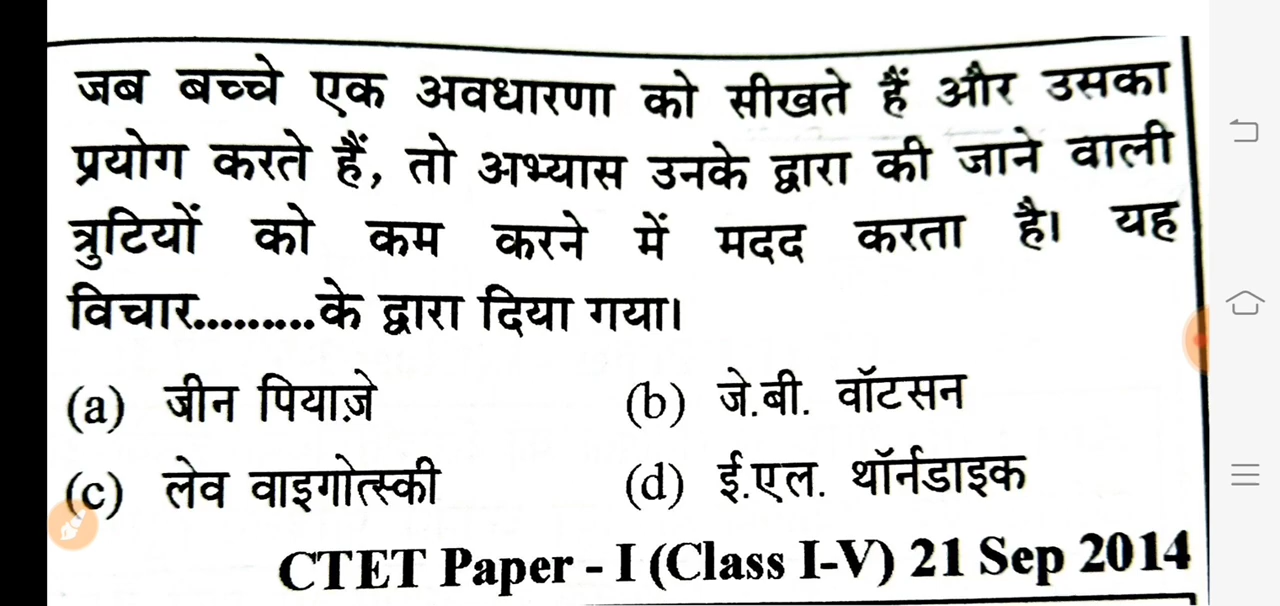 जब बच्चे एक अवधारणा को सीखते हैं और उसका
प्रयोग करते हैं, तो अभ्यास उनके द्वारा की जाने वाली
त्रुटियों को कम करने में मदद करता है। यह
विचार.........के द्वारा दिया गया।
(a) जीन पियाज़े (b) जे.बी. वॉटसन
(c) लेव वाइगोत्स्की (d) ई.एल. थॉर्नडाइक
CTET Paper - I (Class I-V) 21 Sep 2014